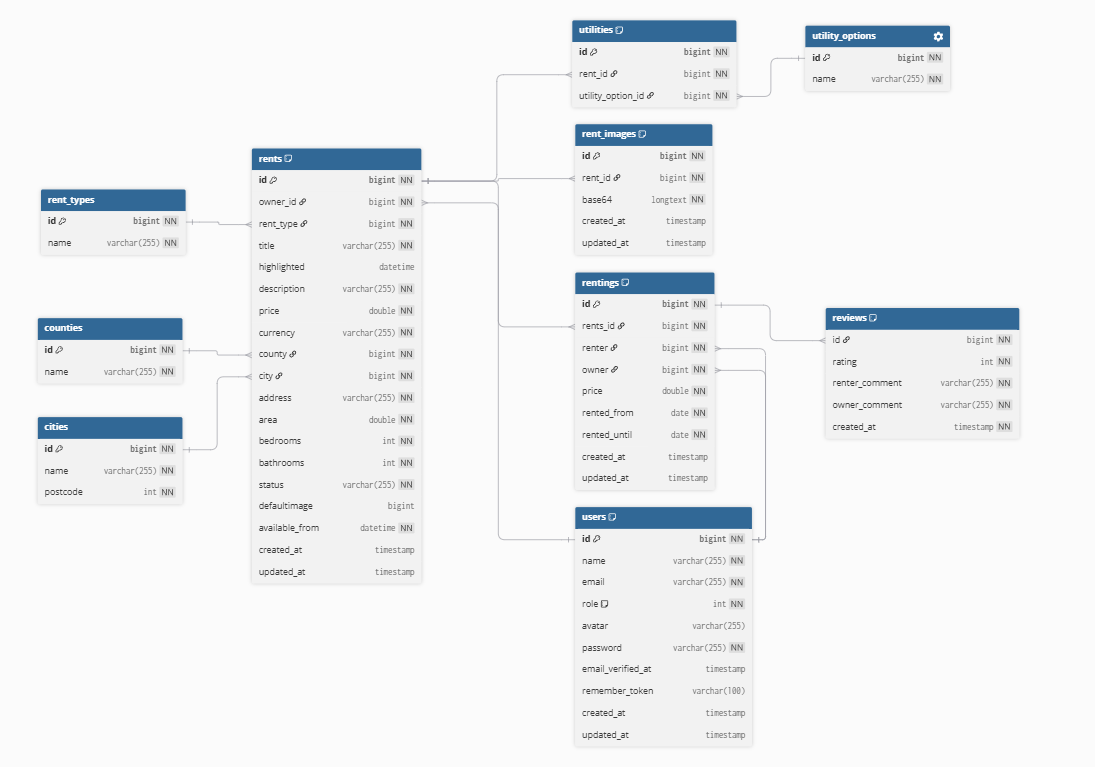 utilities
id bigint NN
rent_id bigint NN
utility_option_id bigint NN
utility_options
id bigint NN
name varchar(255) NN
rent_images
id bigint NN
rent_id bigint NN
base64 longtext NN
created_at timestamp
updated_at timestamp
rents
id bigint NN
owner_id bigint NN
rent_type bigint NN
title varchar(255) NN
highlighted datetime
description varchar(255) NN
price double NN
currency varchar(255) NN
county bigint NN
city bigint NN
address varchar(255) NN
area double NN
bedrooms int NN
bathrooms int NN
status varchar(255) NN
defaultimage bigint
available_from datetime NN
created_at timestamp
updated_at timestamp
rent_types
id bigint NN
name varchar(255) NN
counties
id bigint NN
name varchar(255) NN
cities
id bigint NN
name varchar(255) NN
postcode int NN
rentings
id bigint NN
rents_id bigint NN
renter bigint NN
owner bigint NN
price double NN
rented_from date NN
rented_until date NN
created_at timestamp
updated_at timestamp
reviews
id bigint NN
rating int NN
renter_comment varchar(255) NN
owner_comment varchar(255) NN
created_at timestamp NN
users
id bigint NN
name varchar(255) NN
email varchar(255) NN
role int NN
avatar varchar(255)
password varchar(255) NN
email_verified_at timestamp
remember_token varchar(100)
created_at timestamp
updated_at timestamp